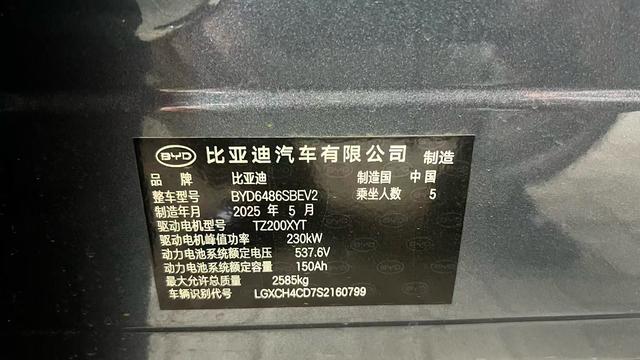 BYD 比亚迪汽车有限公司 制造
品牌 比亚迪 制造国 中国
整车型号 BYD6486SBEV2 乘坐人数 5
制造年月 2025 年 5 月
驱动电机型号 TZ200XYT
驱动电机峰值功率 230kW
动力电池系统额定电压 537.6V
动力电池系统额定容量 150Ah
最大允许总质量 2585kg
车辆识别代号 LGXCH4CD7S2160799